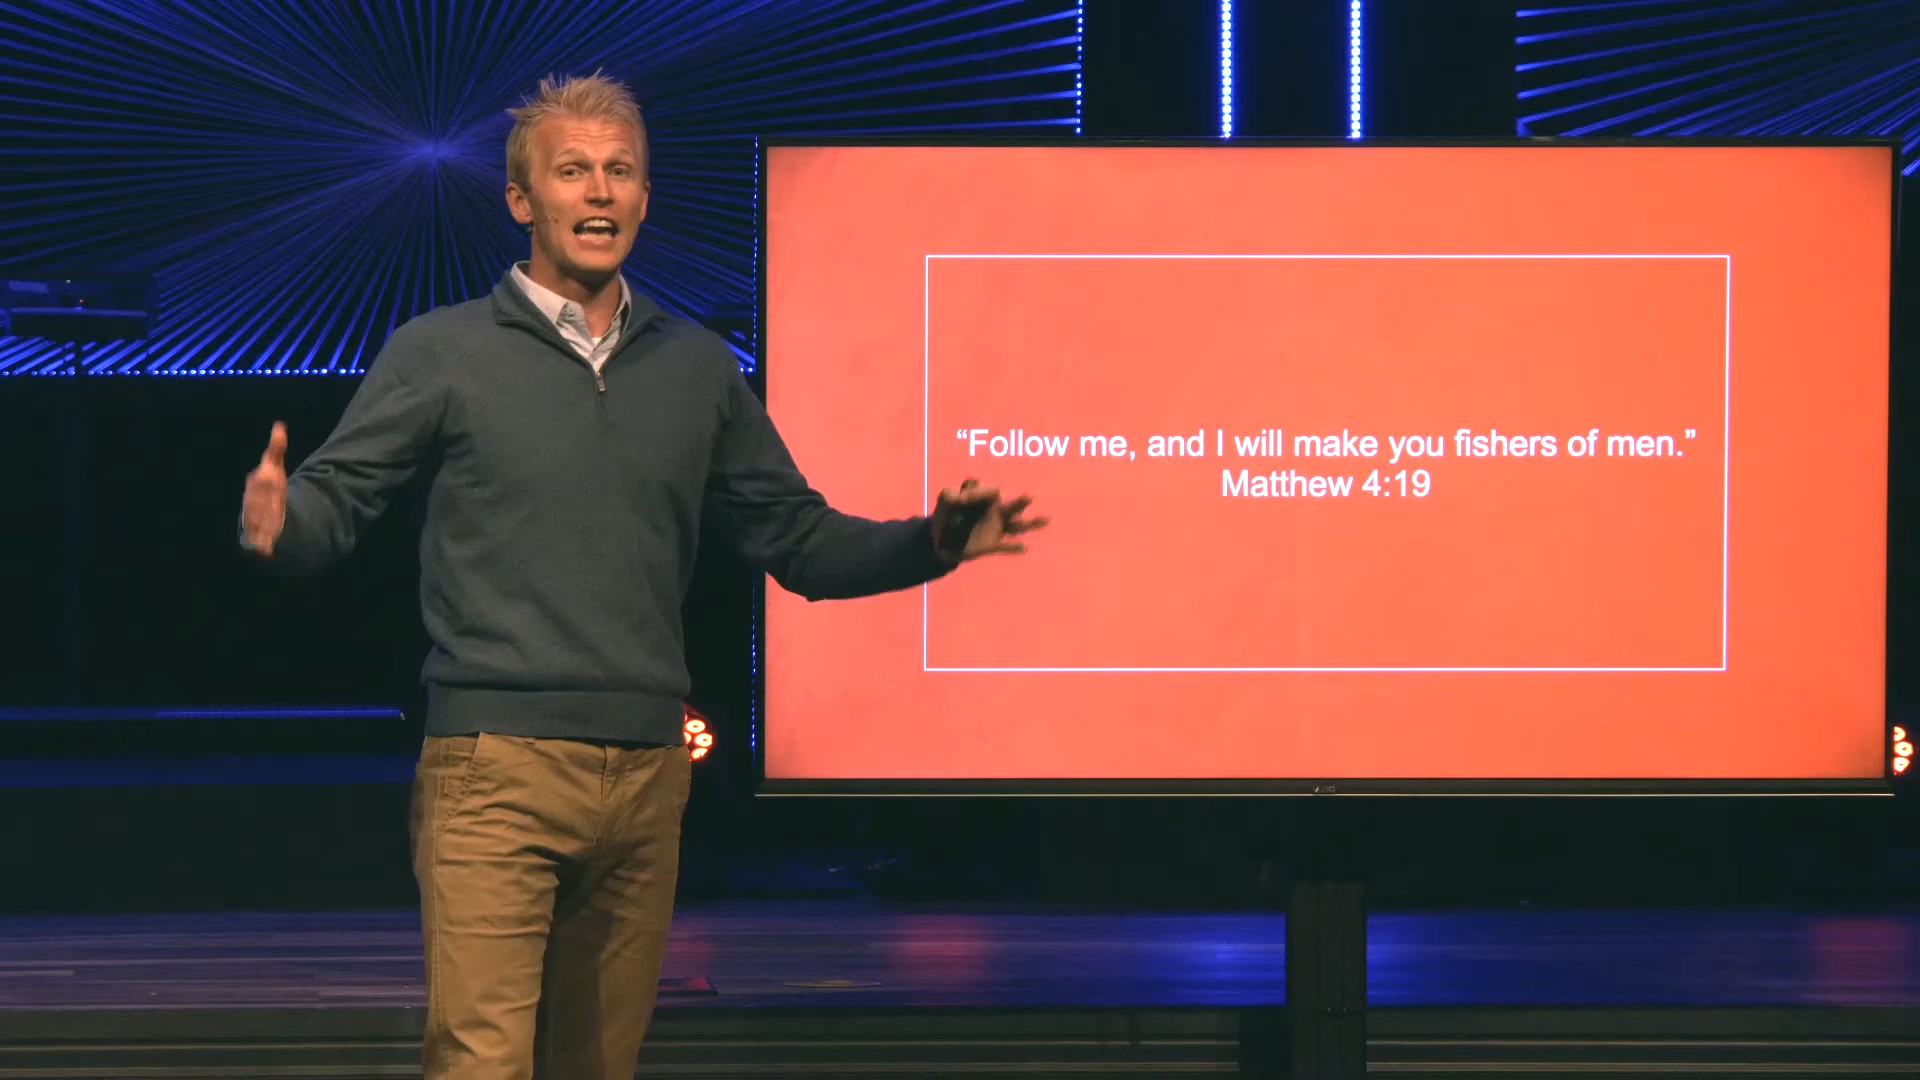 “Follow me, and I will make you fishers of men.”
Matthew 4:19